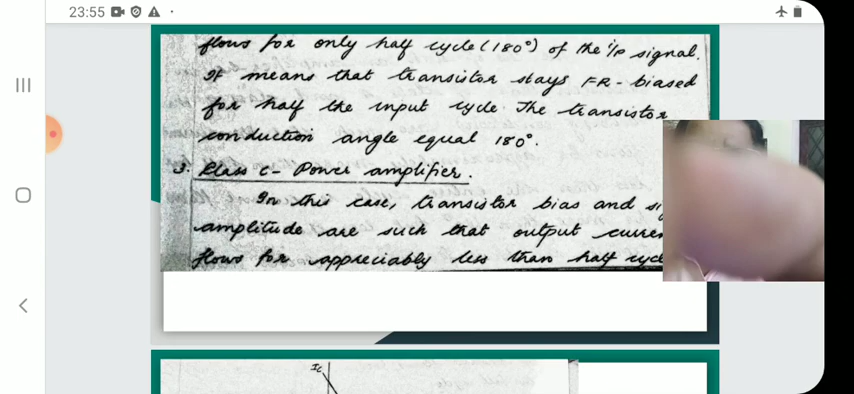 23:55
flows for only half cycle (180°) of the i/p signal.
It means that transistor stays FR-biased
for half the input cycle. The transistor
conduction angle equal 180°.
3. Class C - Power amplifier.
In this case, transistor bias and
amplitude are such that output
flows for appreciably less than half
Ic